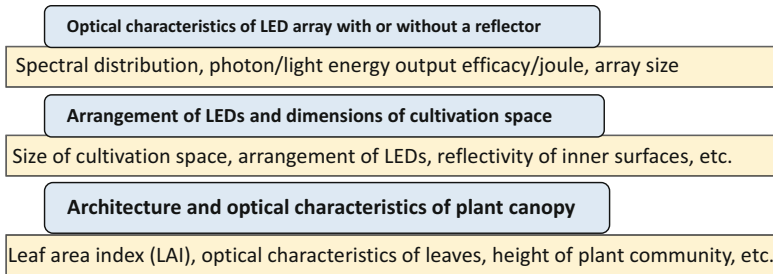 Optical characteristics of LED array with or without a reflector
Spectral distribution, photon/light energy output efficacy/joule, array size
Arrangement of LEDs and dimensions of cultivation space
Size of cultivation space, arrangement of LEDs, reflectivity of inner surfaces, etc.
Architecture and optical characteristics of plant canopy
Leaf area index (LAI), optical characteristics of leaves, height of plant community, etc.